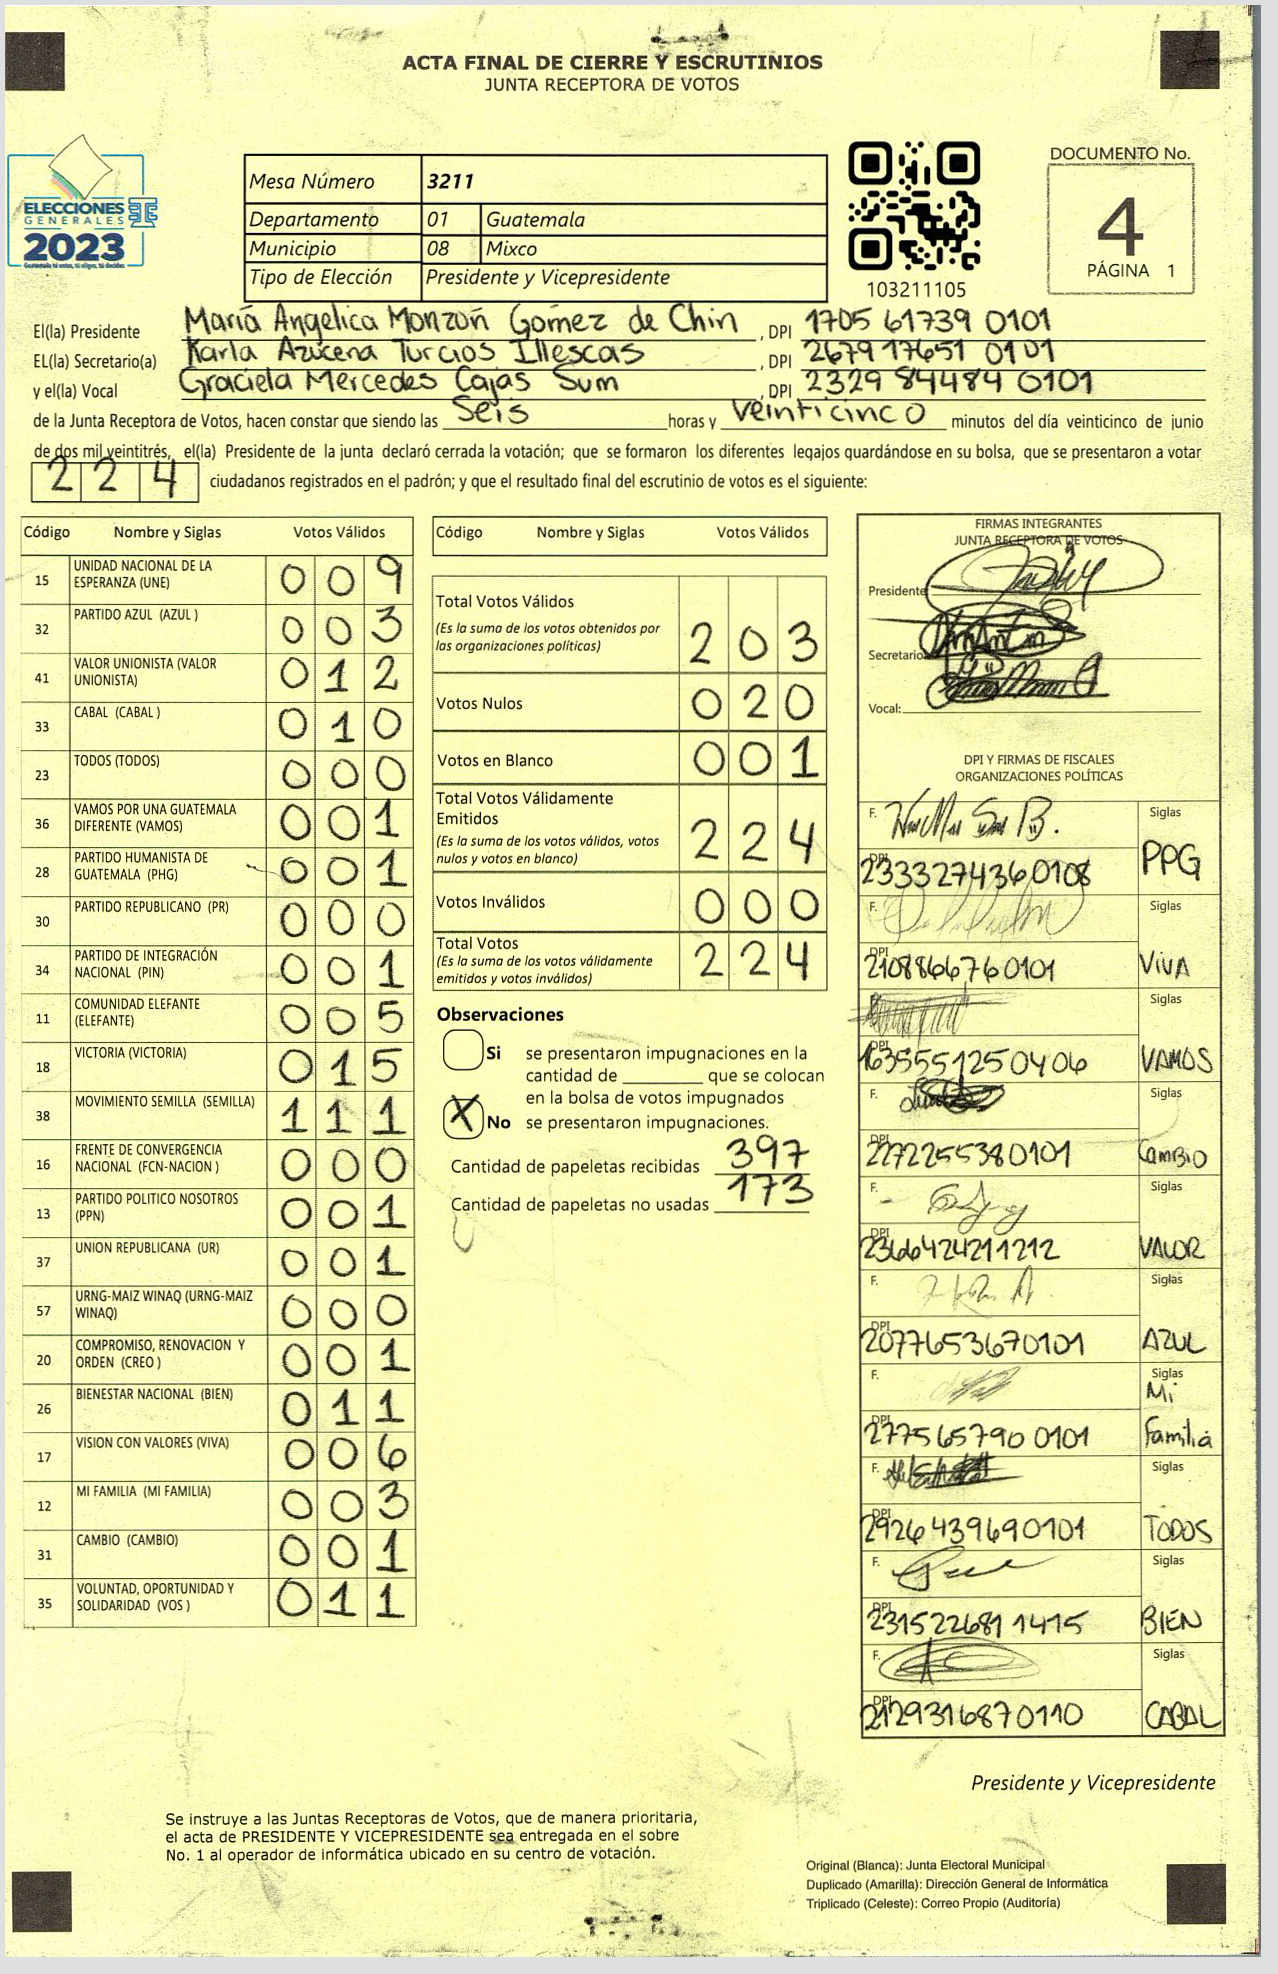 ACTA FINAL DE CIERRE Y ESCRUTINIOS
JUNTA RECEPTORA DE VOTOS
ELECCIONES
GENERALES
2023
Mesa Número 3211
Departamento 01 Guatemala
Municipio 08 Mixco
Tipo de Elección Presidente y Vicepresidente
103211105
DOCUMENTO No.
4
PÁGINA 1
El(la) Presidente María Angelica Monzón Gómez de Chin, DPI 1705 61739 0101
EL(la) Secretario(a) Karla Azucena Turcios Illescas, DPI 2679 17651 0101
y el(la) Vocal Graciela Mercedes Cajas Sum, DPI 2329 84484 0101
de la Junta Receptora de Votos, hacen constar que siendo las Seis horas y veinticinco minutos del día veinticinco de junio
de dos mil veintitrés, el(la) Presidente de la junta declaró cerrada la votación; que se formaron los diferentes legajos guardándose en su bolsa, que se presentaron a votar
224 ciudadanos registrados en el padrón; y que el resultado final del escrutinio de votos es el siguiente:
Código Nombre y Siglas Votos Válidos
15 UNIDAD NACIONAL DE LA
ESPERANZA (UNE) 009
32 PARTIDO AZUL (AZUL ) 003
41 VALOR UNIONISTA (VALOR
UNIONISTA) 012
33 CABAL (CABAL ) 010
23 TODOS (TODOS) 000
36 VAMOS POR UNA GUATEMALA
DIFERENTE (VAMOS) 001
28 PARTIDO HUMANISTA DE
GUATEMALA (PHG) 001
30 PARTIDO REPUBLICANO (PR) 000
34 PARTIDO DE INTEGRACIÓN
NACIONAL (PIN) 001
11 COMUNIDAD ELEFANTE
(ELEFANTE) 005
18 VICTORIA (VICTORIA) 015
38 MOVIMIENTO SEMILLA (SEMILLA) 111
16 FRENTE DE CONVERGENCIA
NACIONAL (FCN-NACION ) 000
13 PARTIDO POLITICO NOSOTROS
(PPN) 001
37 UNION REPUBLICANA (UR) 001
57 URNG-MAIZ WINAQ (URNG-MAIZ
WINAQ) 000
20 COMPROMISO, RENOVACION Y
ORDEN (CREO ) 001
26 BIENESTAR NACIONAL (BIEN) 011
17 VISION CON VALORES (VIVA) 006
12 MI FAMILIA (MI FAMILIA) 003
31 CAMBIO (CAMBIO) 001
35 VOLUNTAD, OPORTUNIDAD Y
SOLIDARIDAD (VOS ) 011
Código Nombre y Siglas Votos Válidos
Total Votos Válidos
(Es la suma de los votos obtenidos por
las organizaciones políticas) 203
Votos Nulos 020
Votos en Blanco 001
Total Votos Válidamente
Emitidos
(Es la suma de los votos válidos, votos
nulos y votos en blanco) 224
Votos Inválidos 000
Total Votos
(Es la suma de los votos válidamente
emitidos y votos inválidos) 224
Observaciones
Si se presentaron impugnaciones en la
cantidad de ________ que se colocan
en la bolsa de votos impugnados
X No se presentaron impugnaciones.
Cantidad de papeletas recibidas 397
Cantidad de papeletas no usadas 173
FIRMAS INTEGRANTES
JUNTA RECEPTORA DE VOTOS
Presidente
Secretario
Vocal:
DPI Y FIRMAS DE FISCALES
ORGANIZACIONES POLÍTICAS
F. Siglas
DPI 2333274360108 PPG
F. Siglas
DPI 2108866760101 VIVA
Siglas
DPI 1635551250406 VAMOS
F. Siglas
DPI 2272255380101 Cambio
F. Siglas
DPI 2366424211212 VALOR
F. Siglas
DPI 2077653670101 AZUL
F. Siglas
Mi
DPI 277565790 0101 Familia
F. Siglas
DPI 2926439690101 TODOS
F. Siglas
DPI 231522681 1415 BIEN
F. Siglas
DPI 2129316870110 CABAL
Presidente y Vicepresidente
Se instruye a las Juntas Receptoras de Votos, que de manera prioritaria,
el acta de PRESIDENTE Y VICEPRESIDENTE sea entregada en el sobre
No. 1 al operador de informática ubicado en su centro de votación.
Original (Blanca): Junta Electoral Municipal
Duplicado (Amarilla): Dirección General de Informática
Triplicado (Celeste): Correo Propio (Auditoría)